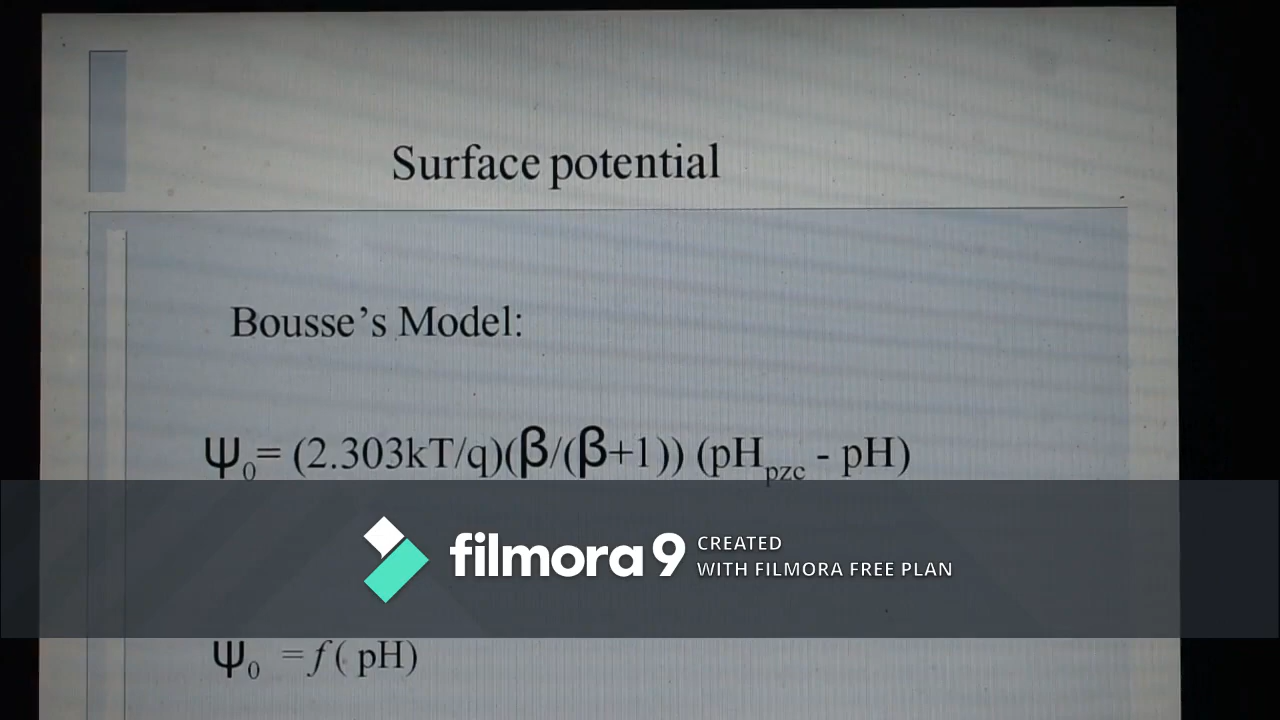 Surface potential
Bousse's Model:
Ψ₀= (2.303kT/q)(β/(β+1)) (pHpzc - pH)
filmora 9 CREATED
WITH FILMORA FREE PLAN
Ψ₀ = f ( pH)